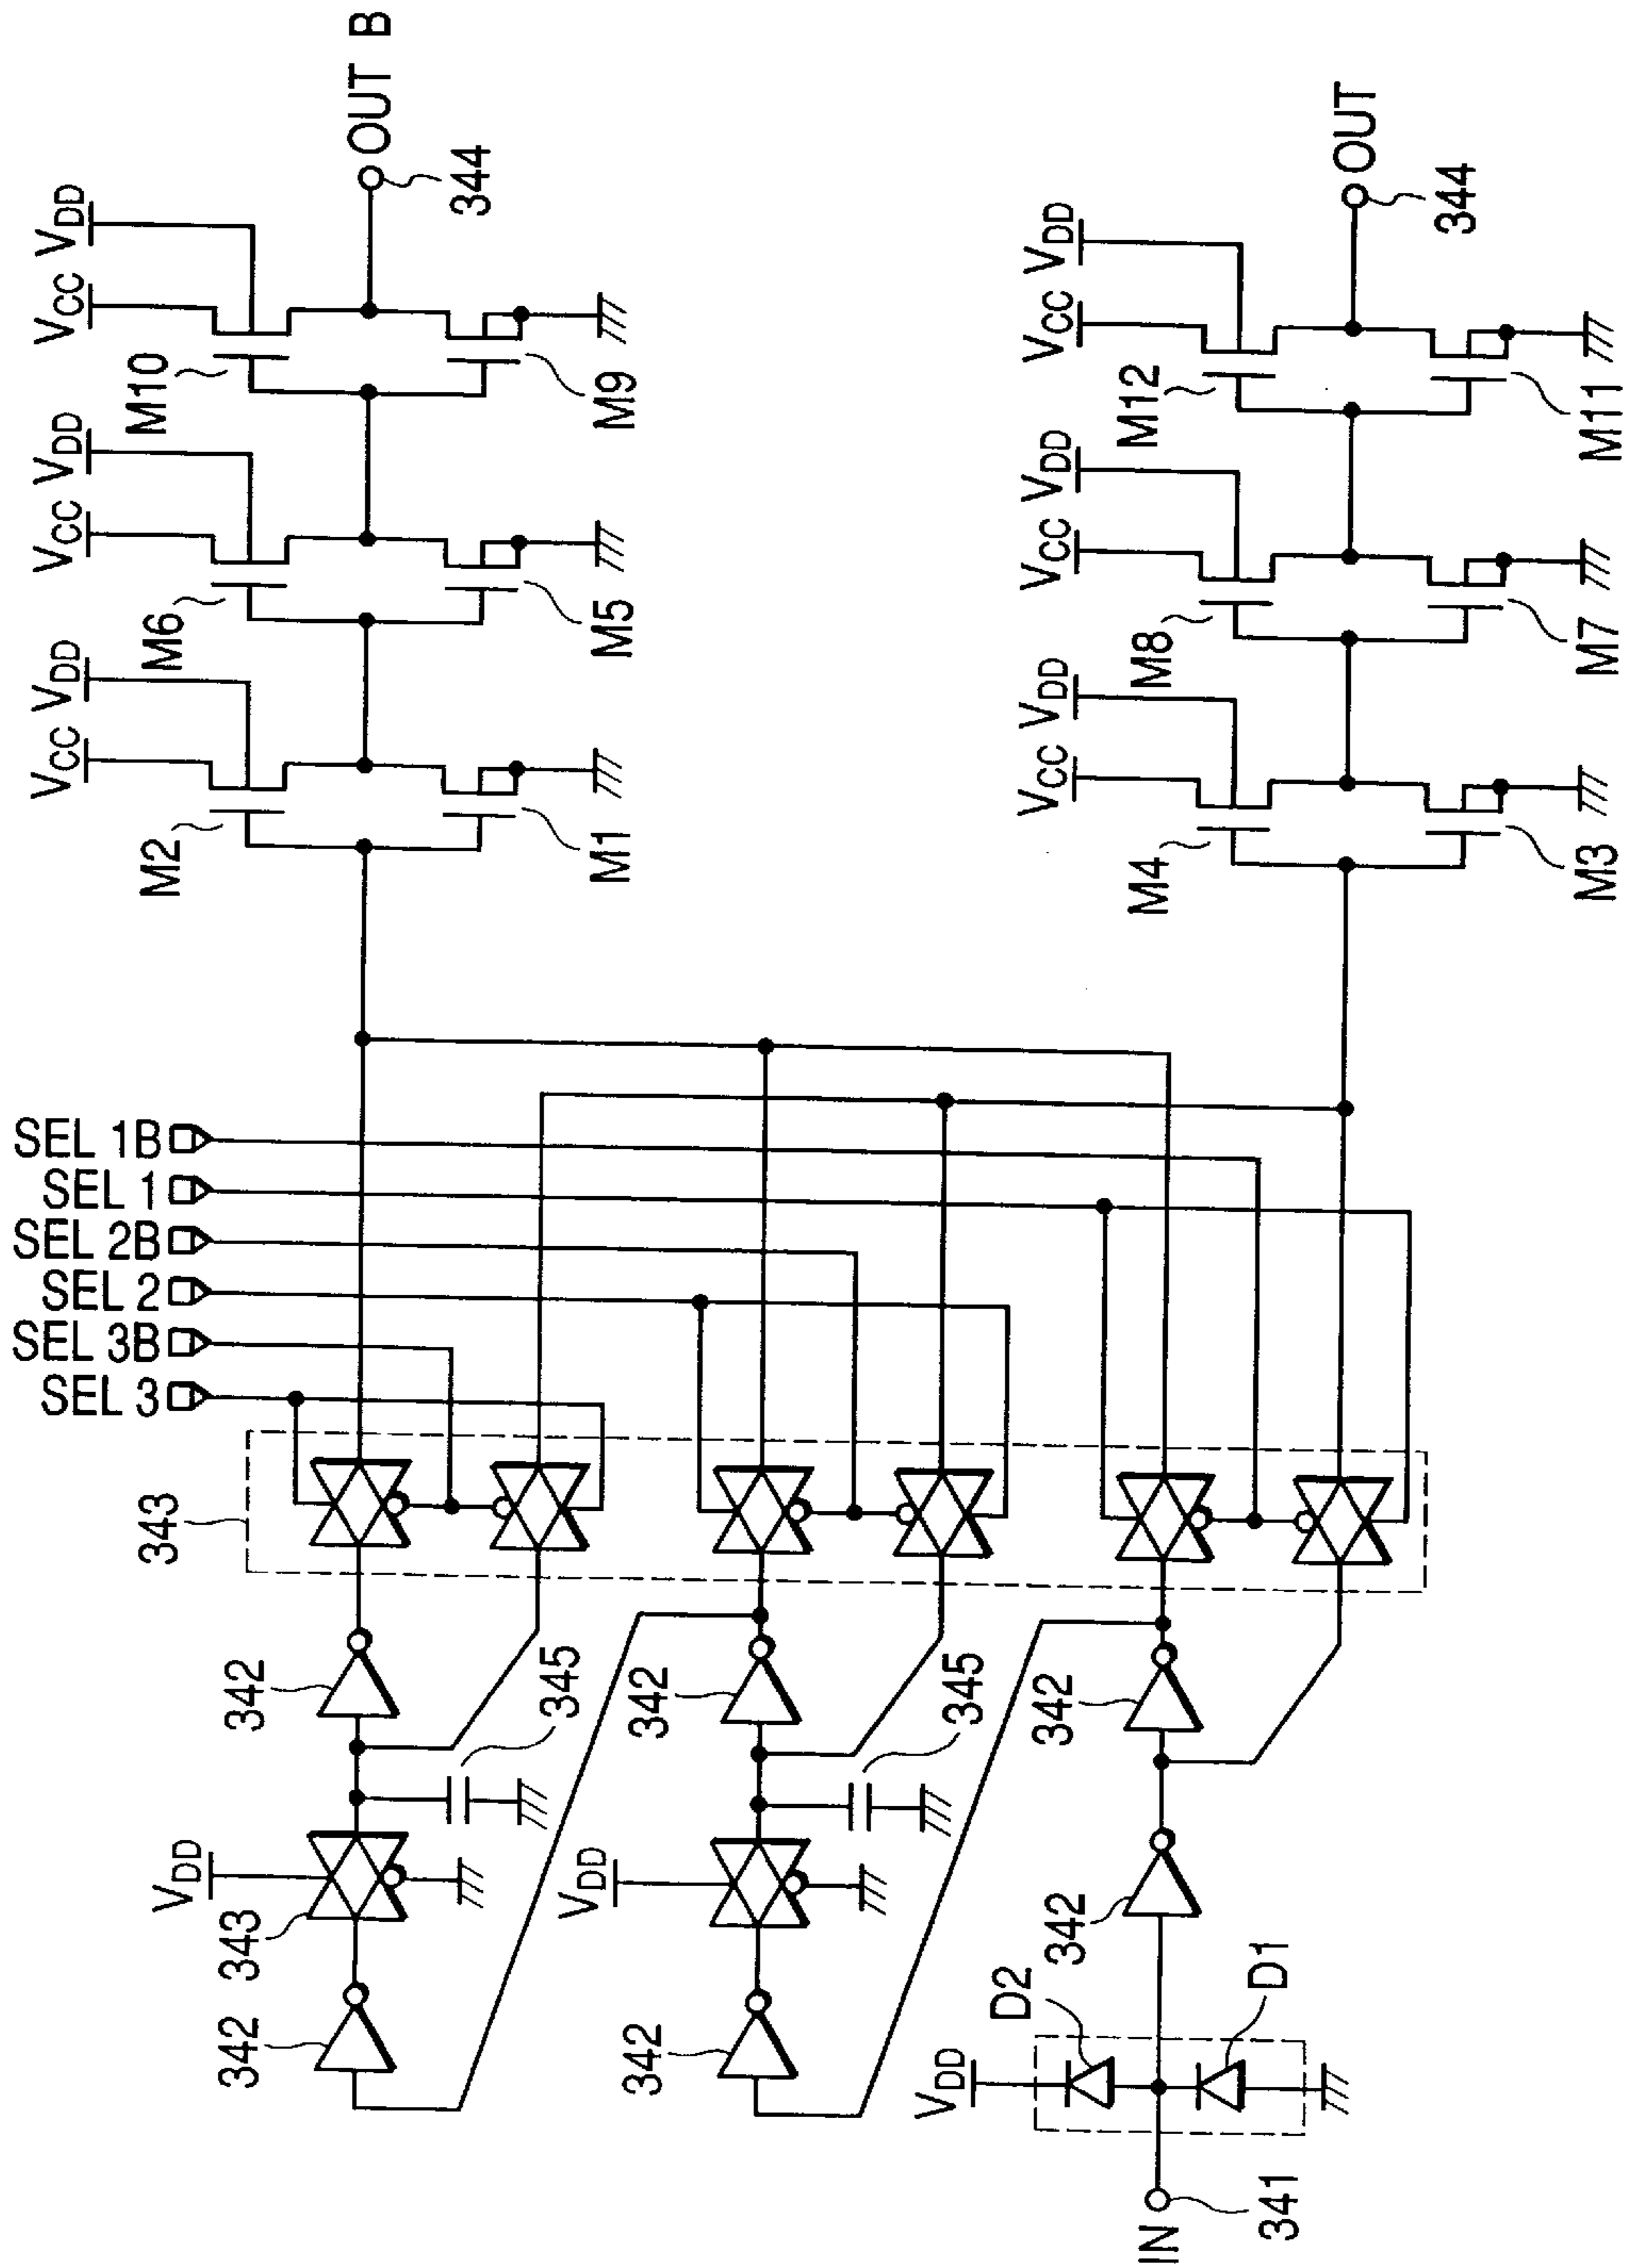 OUT B
344
VCC VDD
M10
M9
VCC VDD
M6
M5
VCC VDD
M2
M1
OUT
344
VCC VDD
M12
M11
VCC VDD
M8
M7
VCC VDD
M4
M3
SEL 1B
SEL 1
SEL 2B
SEL 2
SEL 3B
SEL 3
343
342
345
342
345
342
VDD
343
342
VDD
342
342
VDD
D2
D1
IN
341